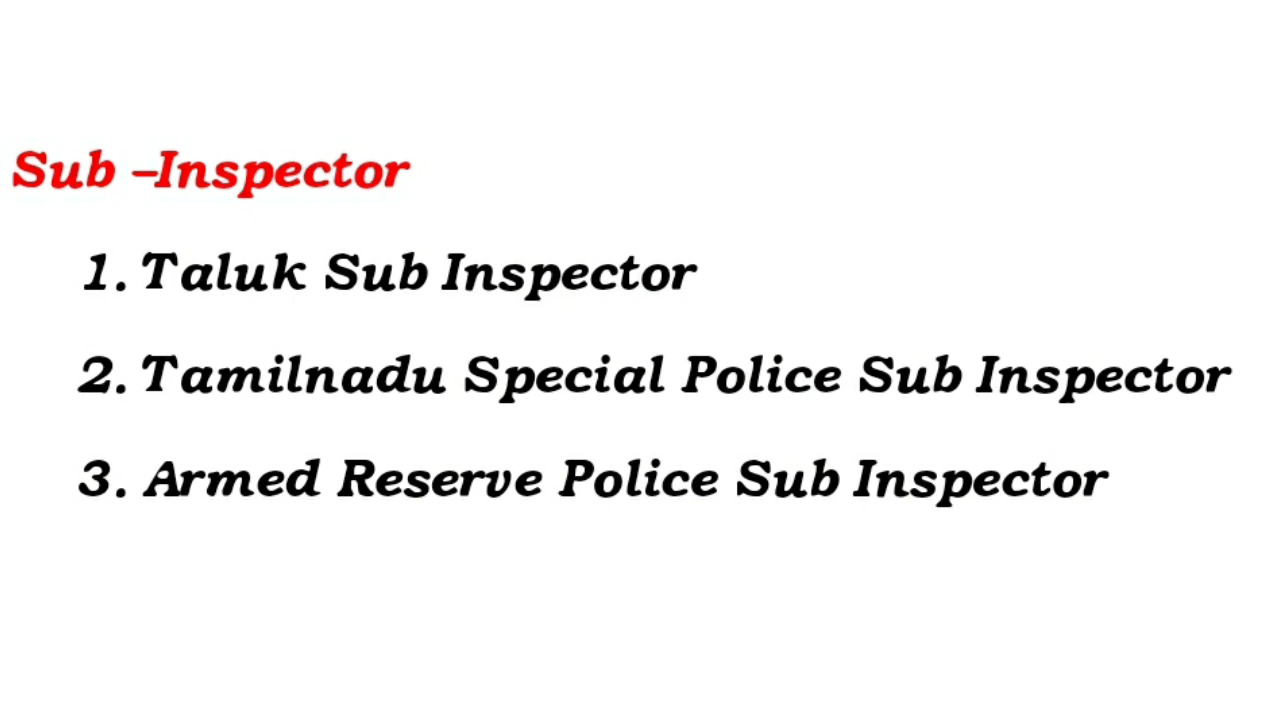 Sub –Inspector
1. Taluk Sub Inspector
2. Tamilnadu Special Police Sub Inspector
3. Armed Reserve Police Sub Inspector